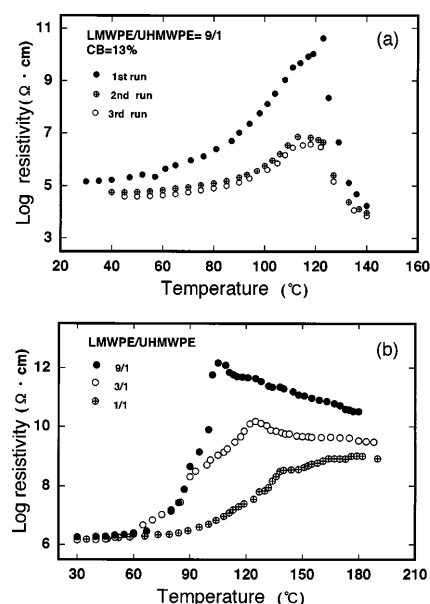 (a)
LMWPE/UHMWPE= 9/1
CB=13%
1st run
2nd run
3rd run
Log resistivity(Ω · cm)
11
9
7
5
3
20 40 60 80 100 120 140 160
Temperature (°C)
(b)
LMWPE/UHMWPE
9/1
3/1
1/1
Log resistivity (Ω · cm)
12
10
8
6
30 60 90 120 150 180 210
Temperature (°C)